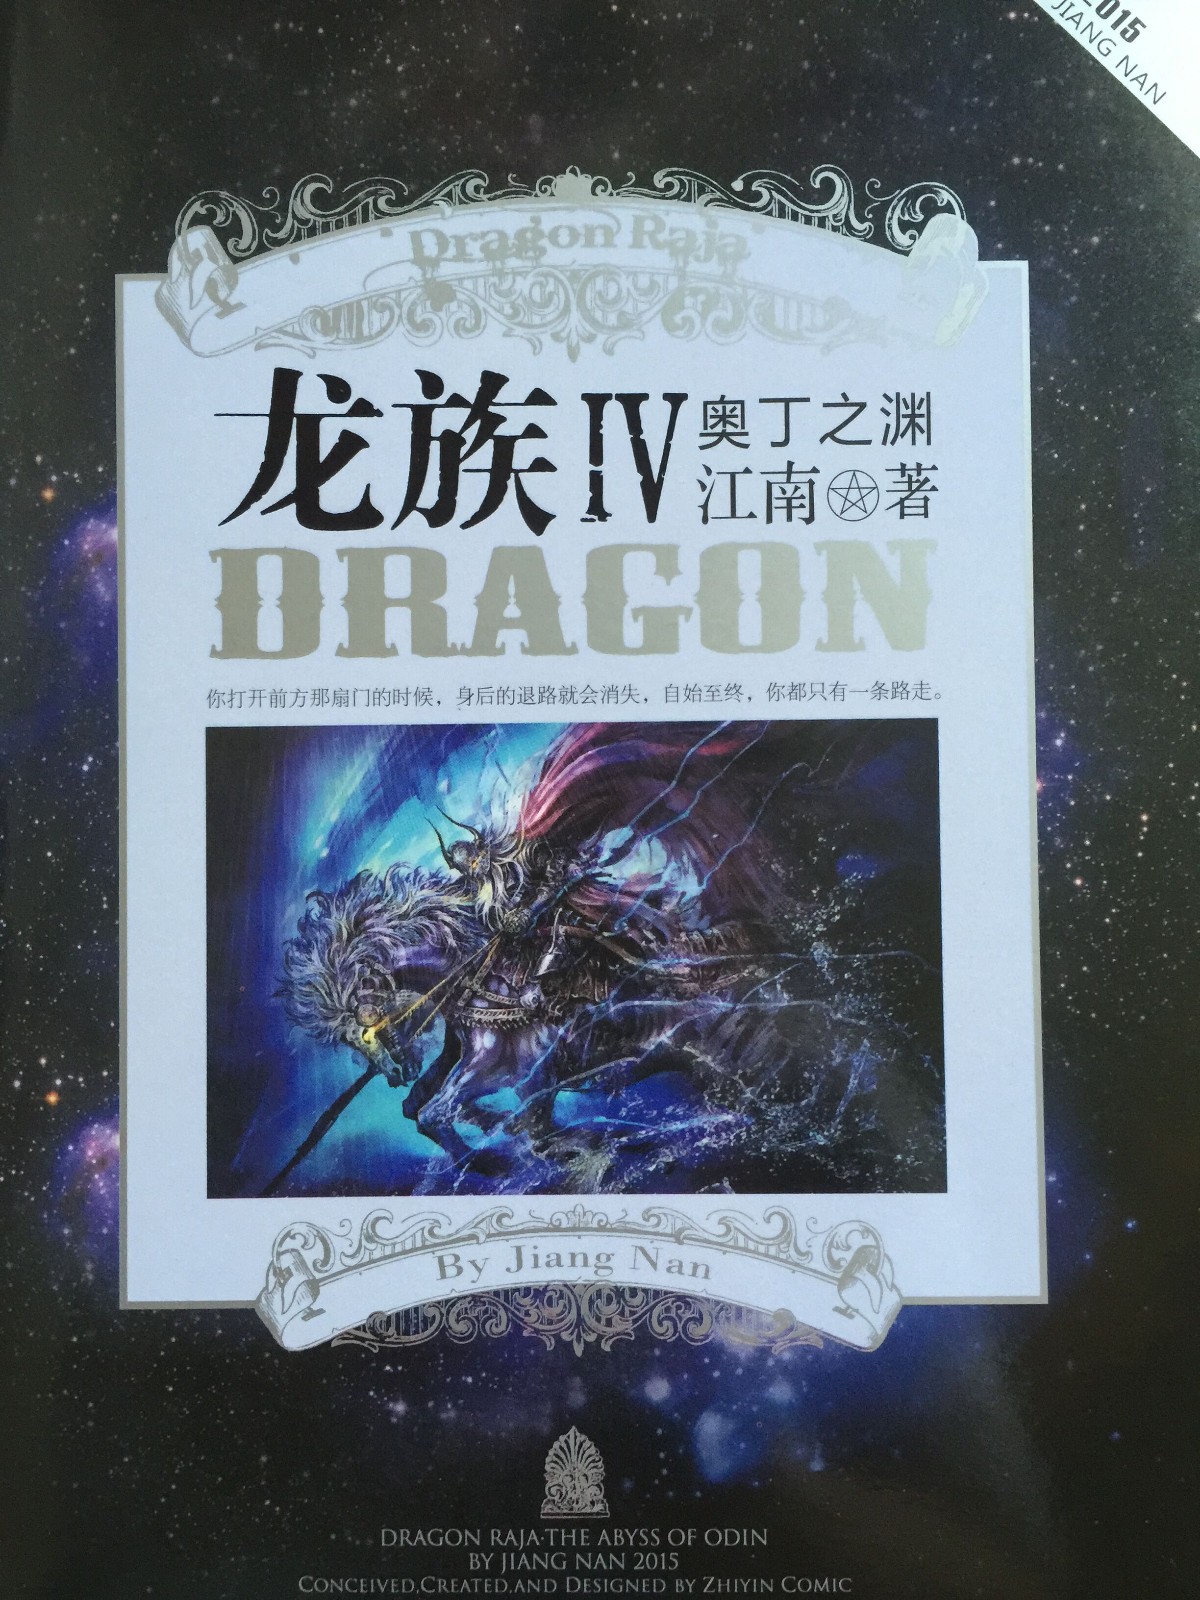 2015
JIANG NAN
Dragon Raja
龙族IV
奥丁之渊
江南著
DRAGON
你打开前方那扇门的时候，身后的退路就会消失，自始至终，你都只有一条路走。
By Jiang Nan
DRAGON RAJA·THE ABYSS OF ODIN
BY JIANG NAN 2015
CONCEIVED,CREATED,AND DESIGNED BY ZHIYIN COMIC